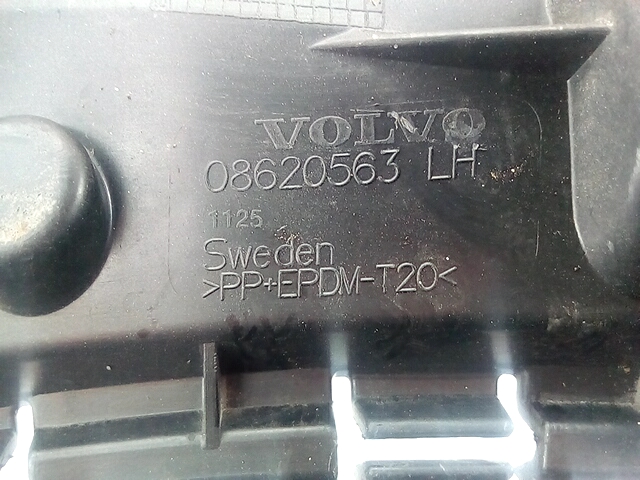 VOLVO
08620563 LH
1125
Sweden
>PP+EPDM-T20<